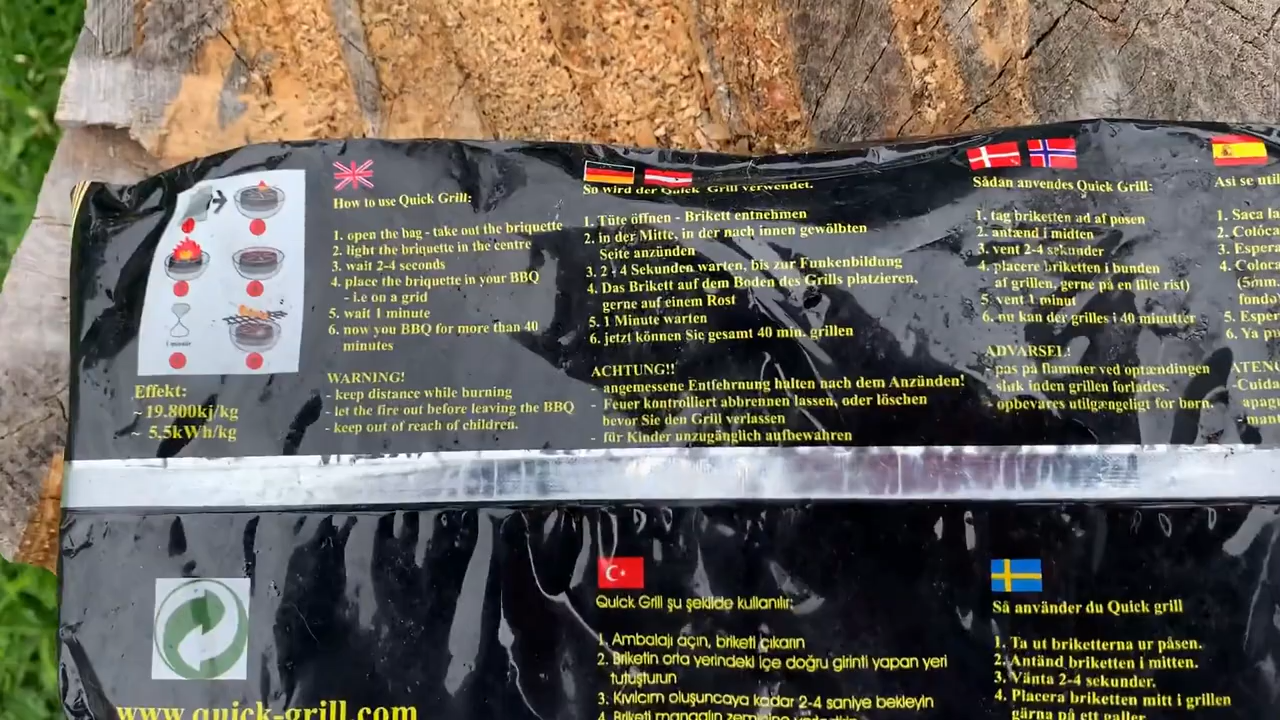 How to use Quick Grill:
1. open the bag - take out the briquette
2. light the briquette in the centre
3. wait 2-4 seconds
4. place the briquette in your BBQ
- i.e on a grid
5. wait 1 minute
6. now you BBQ for more than 40
minutes
WARNING!
- keep distance while burning
- let the fire out before leaving the BBQ
- keep out of reach of children.
1 minute
Effekt:
~ 19.800kj/kg
~ 5,5kWh/kg
So wird der Quick Grill verwendet.
1. Tüte öffnen - Brikett entnehmen
2. in der Mitte, in der nach innen gewölbten
Seite anzünden
3. 2 - 4 Sekunden warten, bis zur Funkenbildung
4. Das Brikett auf dem Boden des Grills platzieren,
gerne auf einem Rost
5. 1 Minute warten
6. jetzt können Sie gesamt 40 min. grillen
ACHTUNG!!
- angemessene Entfehrnung halten nach dem Anzünden!
- Feuer kontrolliert abbrennen lassen, oder löschen
bevor Sie den Grill verlassen
- für Kinder unzugänglich aufbewahren
Sådan anvendes Quick Grill:
1. tag briketten ad af posen
2. antænd i midten
3. vent 2-4 sekunder
4. placere briketten i bunden
af grillen, gerne på en lille rist)
5. vent 1 minut
6. nu kan der grilles i 40 minutter
ADVARSEL!
- pas på flammer ved optændingen
- sluk inden grillen forlades.
- opbevares utilgængeligt for børn.
Asi se
1. Saca
2.
3.
4.
(5mm.
5.
6. Ya
www.quick-grill.com
Quick Grill şu şekilde kullanılır:
1. Ambalajı açın, briketi çıkarın
2. Briketin orta yerindeki içe doğru girinti yapan yeri
tutuşturun
3. Kıvılcım oluşuncaya kadar 2-4 saniye bekleyin
4. Briketi mangalın
Så använder du Quick grill
1. Ta ut briketterna ur påsen.
2. Antänd briketten i mitten.
3. Vänta 2-4 sekunder.
4. Placera briketten mitt i grillen
gärna på ett galler